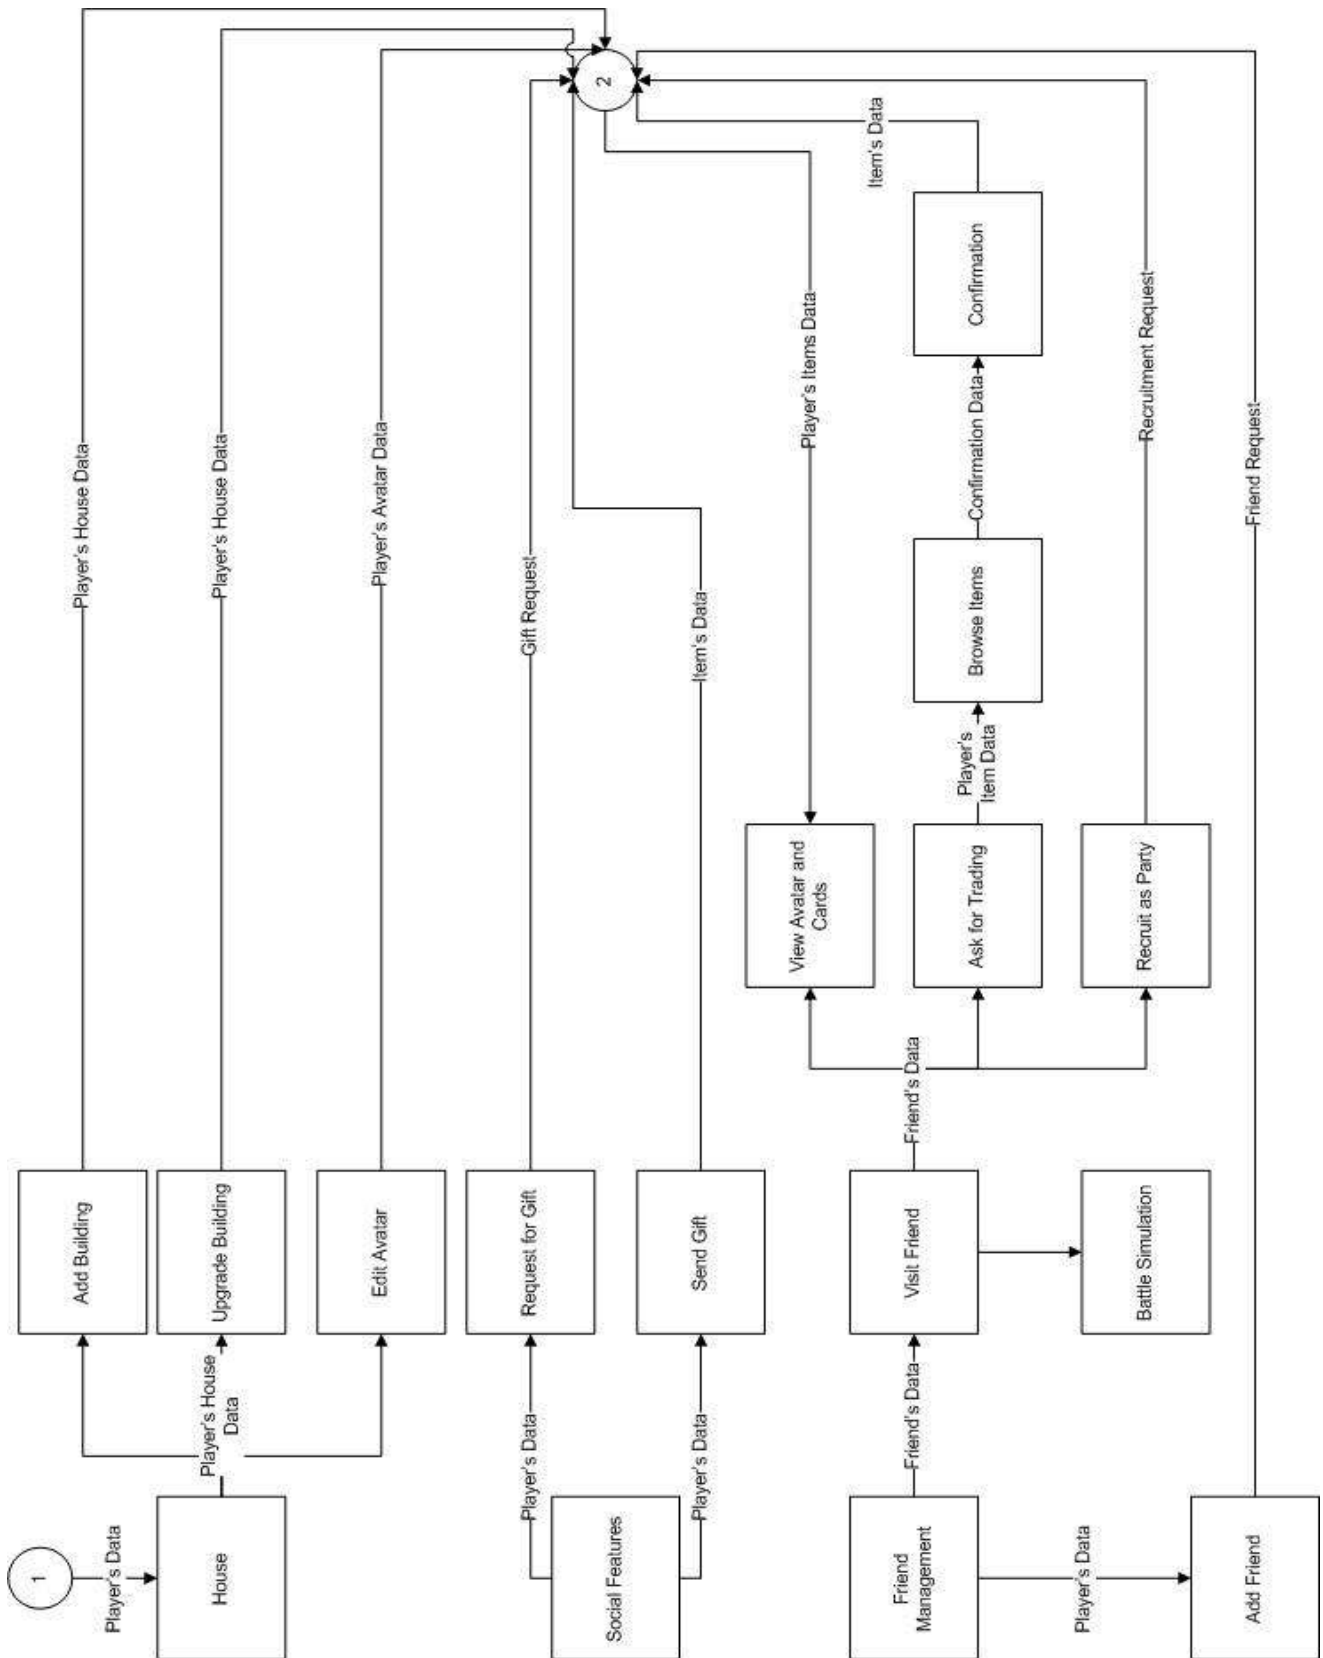 1
Player's Data
House
Player's House
Data
Add Building
Player's House Data
Upgrade Building
Player's House Data
Edit Avatar
Player's Avatar Data
2
Social Features
Player's Data
Request for Gift
Gift Request
Player's Data
Send Gift
Item's Data
Friend
Management
Friend's Data
Visit Friend
Friend's Data
View Avatar and
Cards
Player's Items Data
Ask for Trading
Player's
Item Data
Browse Items
Confirmation Data
Confirmation
Item's Data
Battle Simulation
Recruit as Party
Recruitment Request
Player's Data
Add Friend
Friend Request